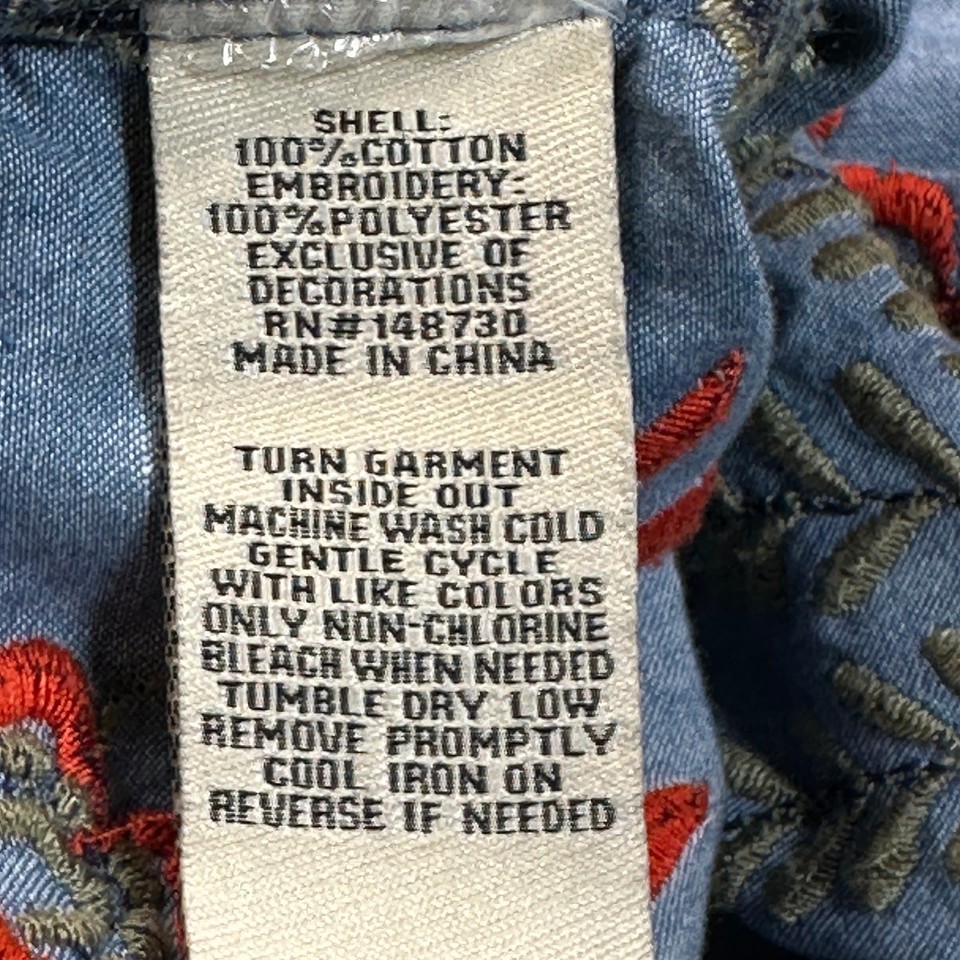 SHELL:
100%COTTON
EMBROIDERY:
100%POLYESTER
EXCLUSIVE OF
DECORATIONS
RN#148730
MADE IN CHINA
TURN GARMENT
INSIDE OUT
MACHINE WASH COLD
GENTLE CYCLE
WITH LIKE COLORS
ONLY NON-CHLORINE
BLEACH WHEN NEEDED
TUMBLE DRY LOW
REMOVE PROMPTLY
COOL IRON ON
REVERSE IF NEEDED